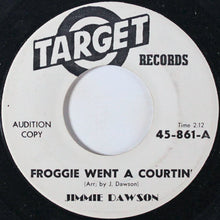 TARGET
RECORDS
AUDITION
COPY
Time 2:12
45-861-A
FROGGIE WENT A COURTIN'
(Arr. by J. Dawson)
JIMMIE DAWSON